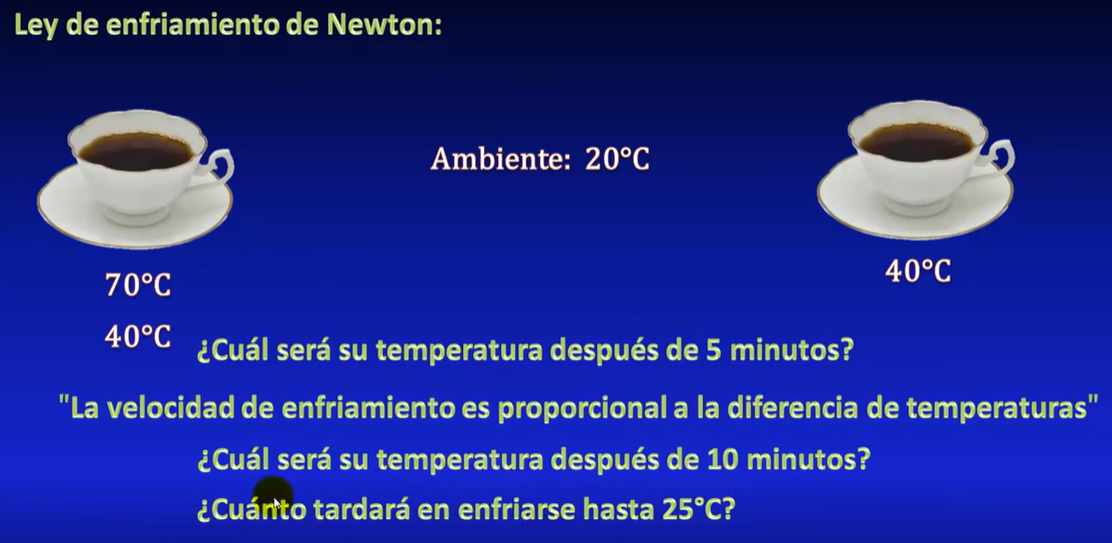 Ley de enfriamiento de Newton:
Ambiente: 20°C
70°C
40°C
40°C
¿Cuál será su temperatura después de 5 minutos?
"La velocidad de enfriamiento es proporcional a la diferencia de temperaturas"
¿Cuál será su temperatura después de 10 minutos?
¿Cuánto tardará en enfriarse hasta 25°C?